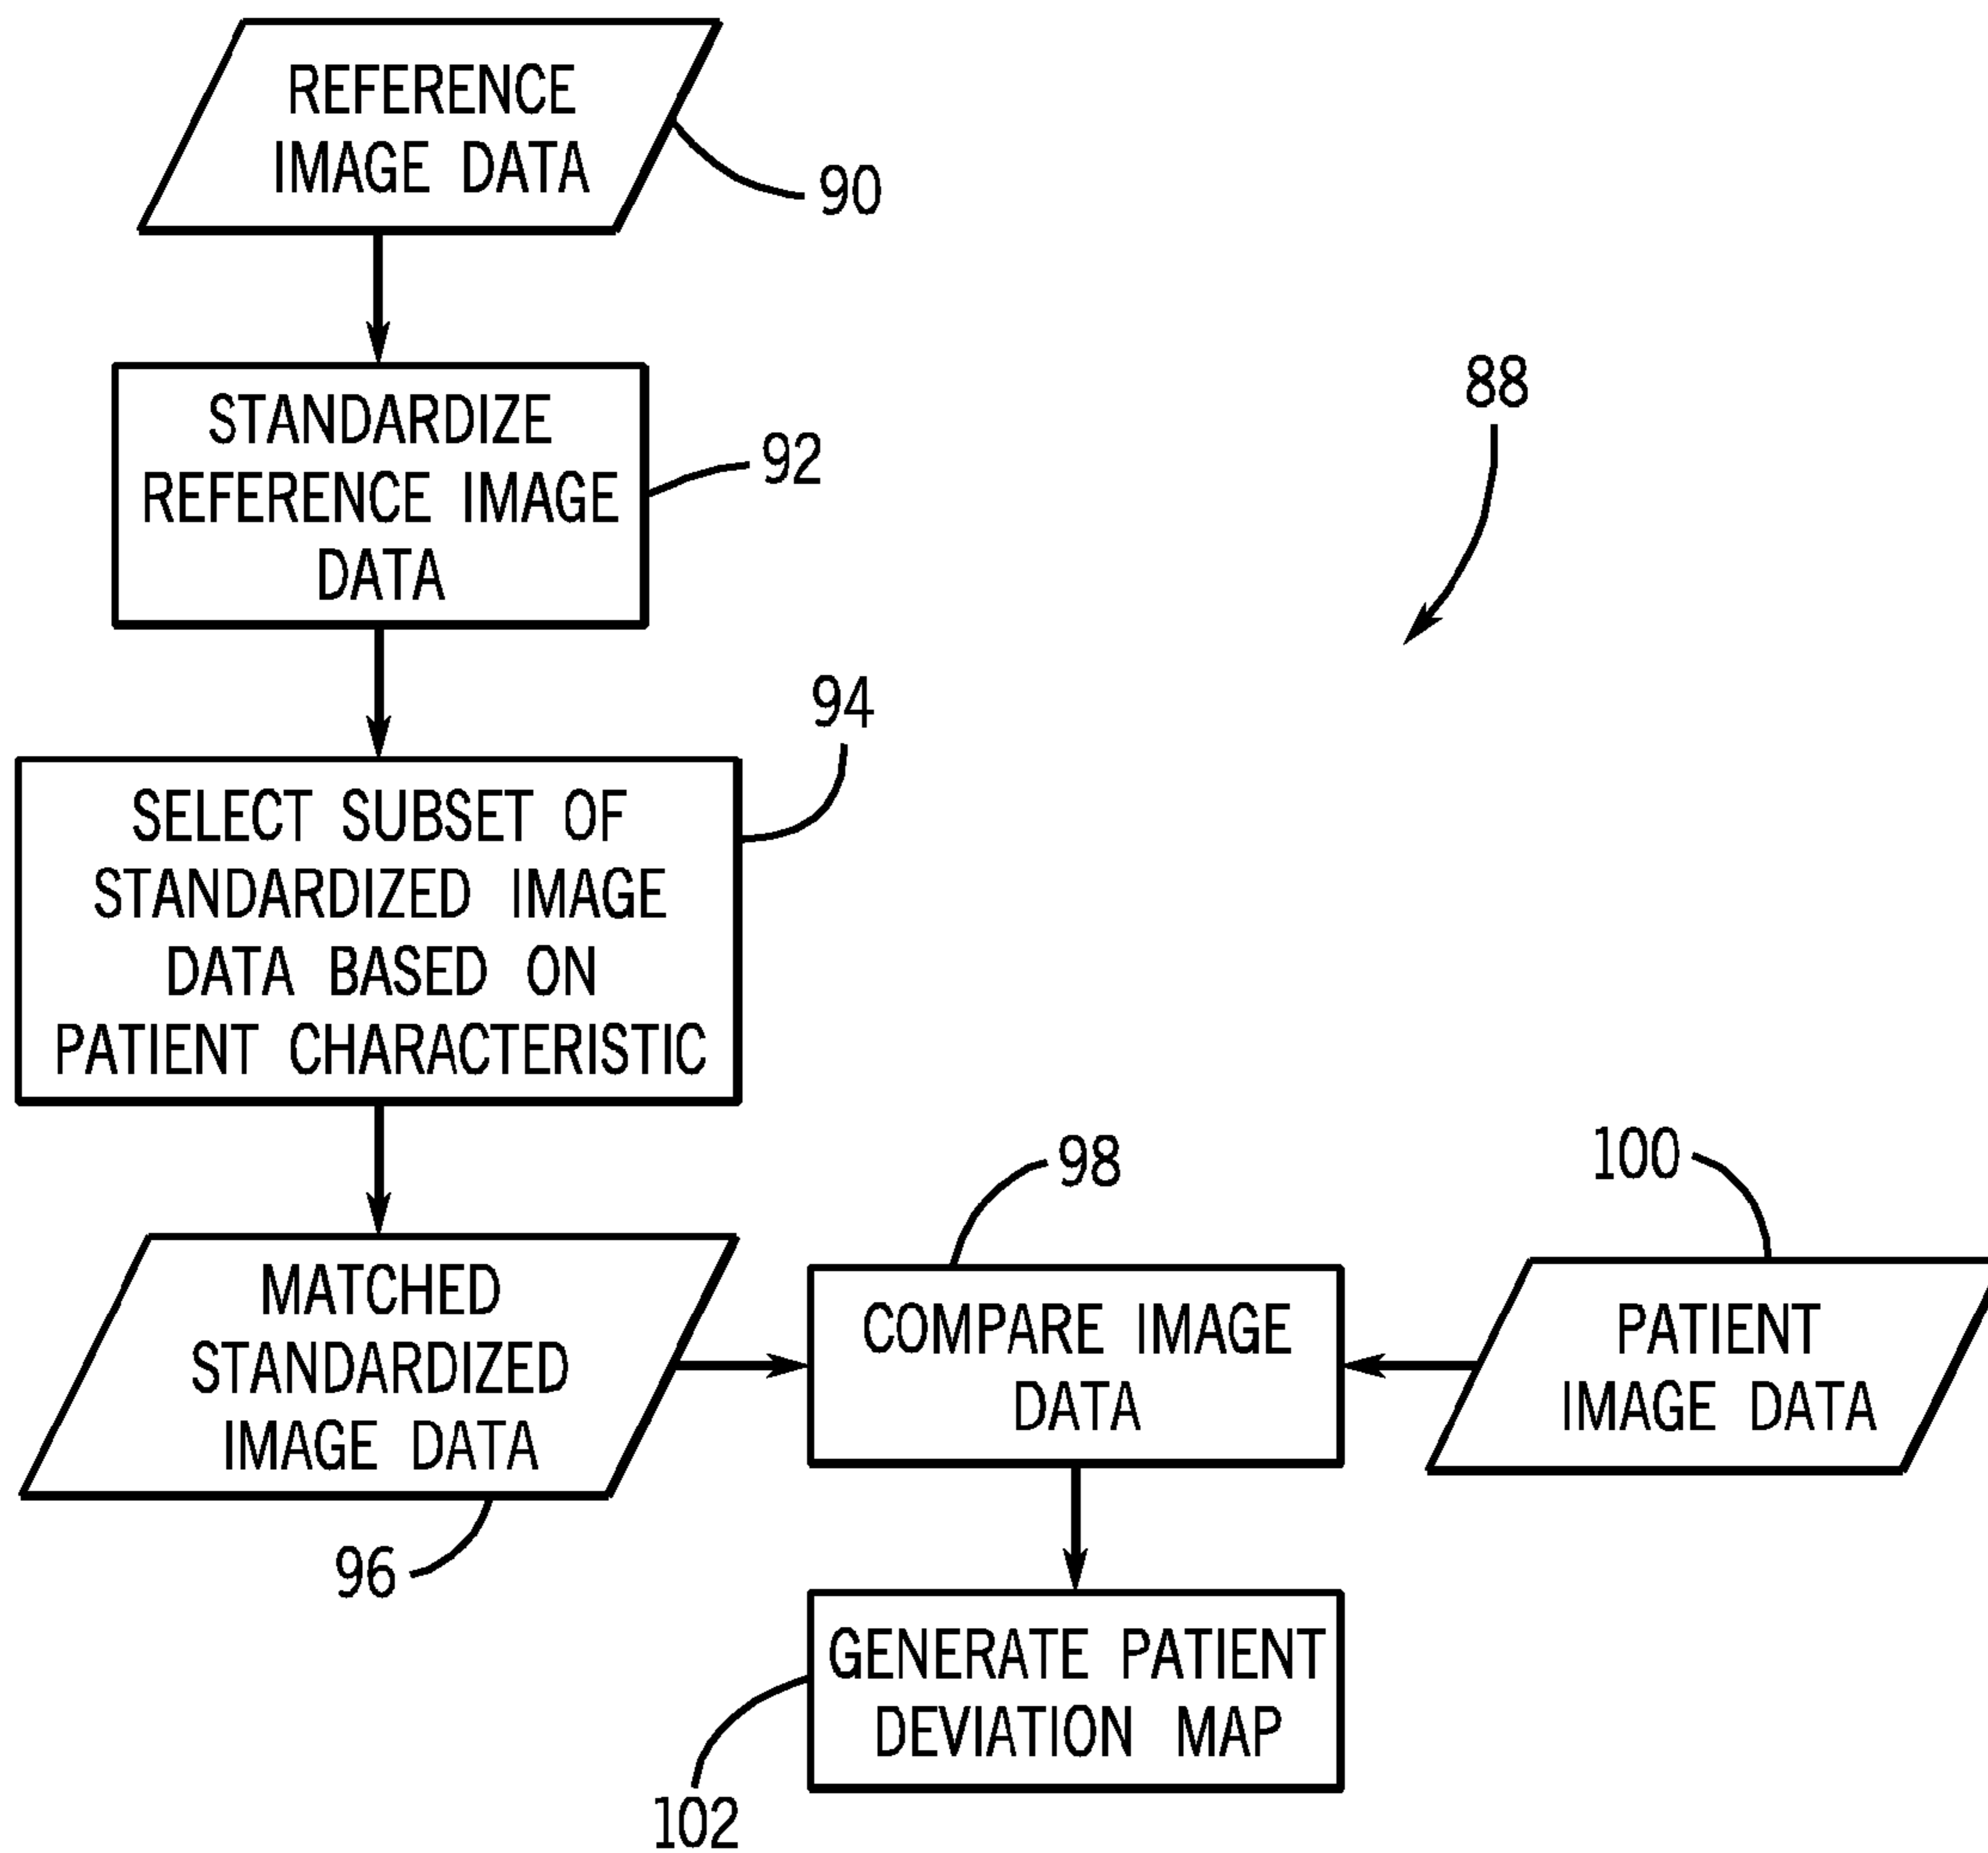 REFERENCE
IMAGE DATA
90
STANDARDIZE
REFERENCE IMAGE
DATA
92
88
94
SELECT SUBSET OF
STANDARDIZED IMAGE
DATA BASED ON
PATIENT CHARACTERISTIC
MATCHED
STANDARDIZED
IMAGE DATA
96
98
COMPARE IMAGE
DATA
100
PATIENT
IMAGE DATA
GENERATE PATIENT
DEVIATION MAP
102